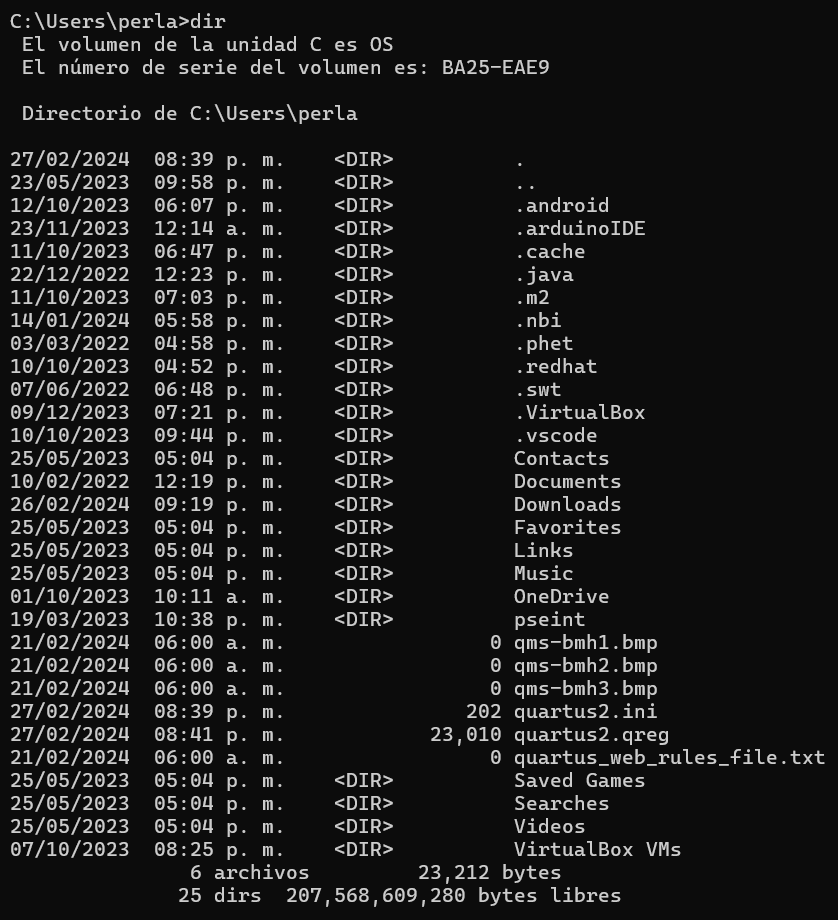 C:\Users\perla>dir
 El volumen de la unidad C es OS
 El número de serie del volumen es: BA25-EAE9

 Directorio de C:\Users\perla

27/02/2024  08:39 p. m.    <DIR>          .
23/05/2023  09:58 p. m.    <DIR>          ..
12/10/2023  06:07 p. m.    <DIR>          .android
23/11/2023  12:14 a. m.    <DIR>          .arduinoIDE
11/10/2023  06:47 p. m.    <DIR>          .cache
22/12/2022  12:23 p. m.    <DIR>          .java
11/10/2023  07:03 p. m.    <DIR>          .m2
14/01/2024  05:58 p. m.    <DIR>          .nbi
03/03/2022  04:58 p. m.    <DIR>          .phet
10/10/2023  04:52 p. m.    <DIR>          .redhat
07/06/2022  06:48 p. m.    <DIR>          .swt
09/12/2023  07:21 p. m.    <DIR>          .VirtualBox
10/10/2023  09:44 p. m.    <DIR>          .vscode
25/05/2023  05:04 p. m.    <DIR>          Contacts
10/02/2022  12:19 p. m.    <DIR>          Documents
26/02/2024  09:19 p. m.    <DIR>          Downloads
25/05/2023  05:04 p. m.    <DIR>          Favorites
25/05/2023  05:04 p. m.    <DIR>          Links
25/05/2023  05:04 p. m.    <DIR>          Music
01/10/2023  10:11 a. m.    <DIR>          OneDrive
19/03/2023  10:38 p. m.    <DIR>          pseint
21/02/2024  06:00 a. m.                 0 qms-bmh1.bmp
21/02/2024  06:00 a. m.                 0 qms-bmh2.bmp
21/02/2024  06:00 a. m.                 0 qms-bmh3.bmp
27/02/2024  08:39 p. m.               202 quartus2.ini
27/02/2024  08:41 p. m.            23,010 quartus2.qreg
21/02/2024  06:00 a. m.                 0 quartus_web_rules_file.txt
25/05/2023  05:04 p. m.    <DIR>          Saved Games
25/05/2023  05:04 p. m.    <DIR>          Searches
25/05/2023  05:04 p. m.    <DIR>          Videos
07/10/2023  08:25 p. m.    <DIR>          VirtualBox VMs
               6 archivos         23,212 bytes
              25 dirs  207,568,609,280 bytes libres